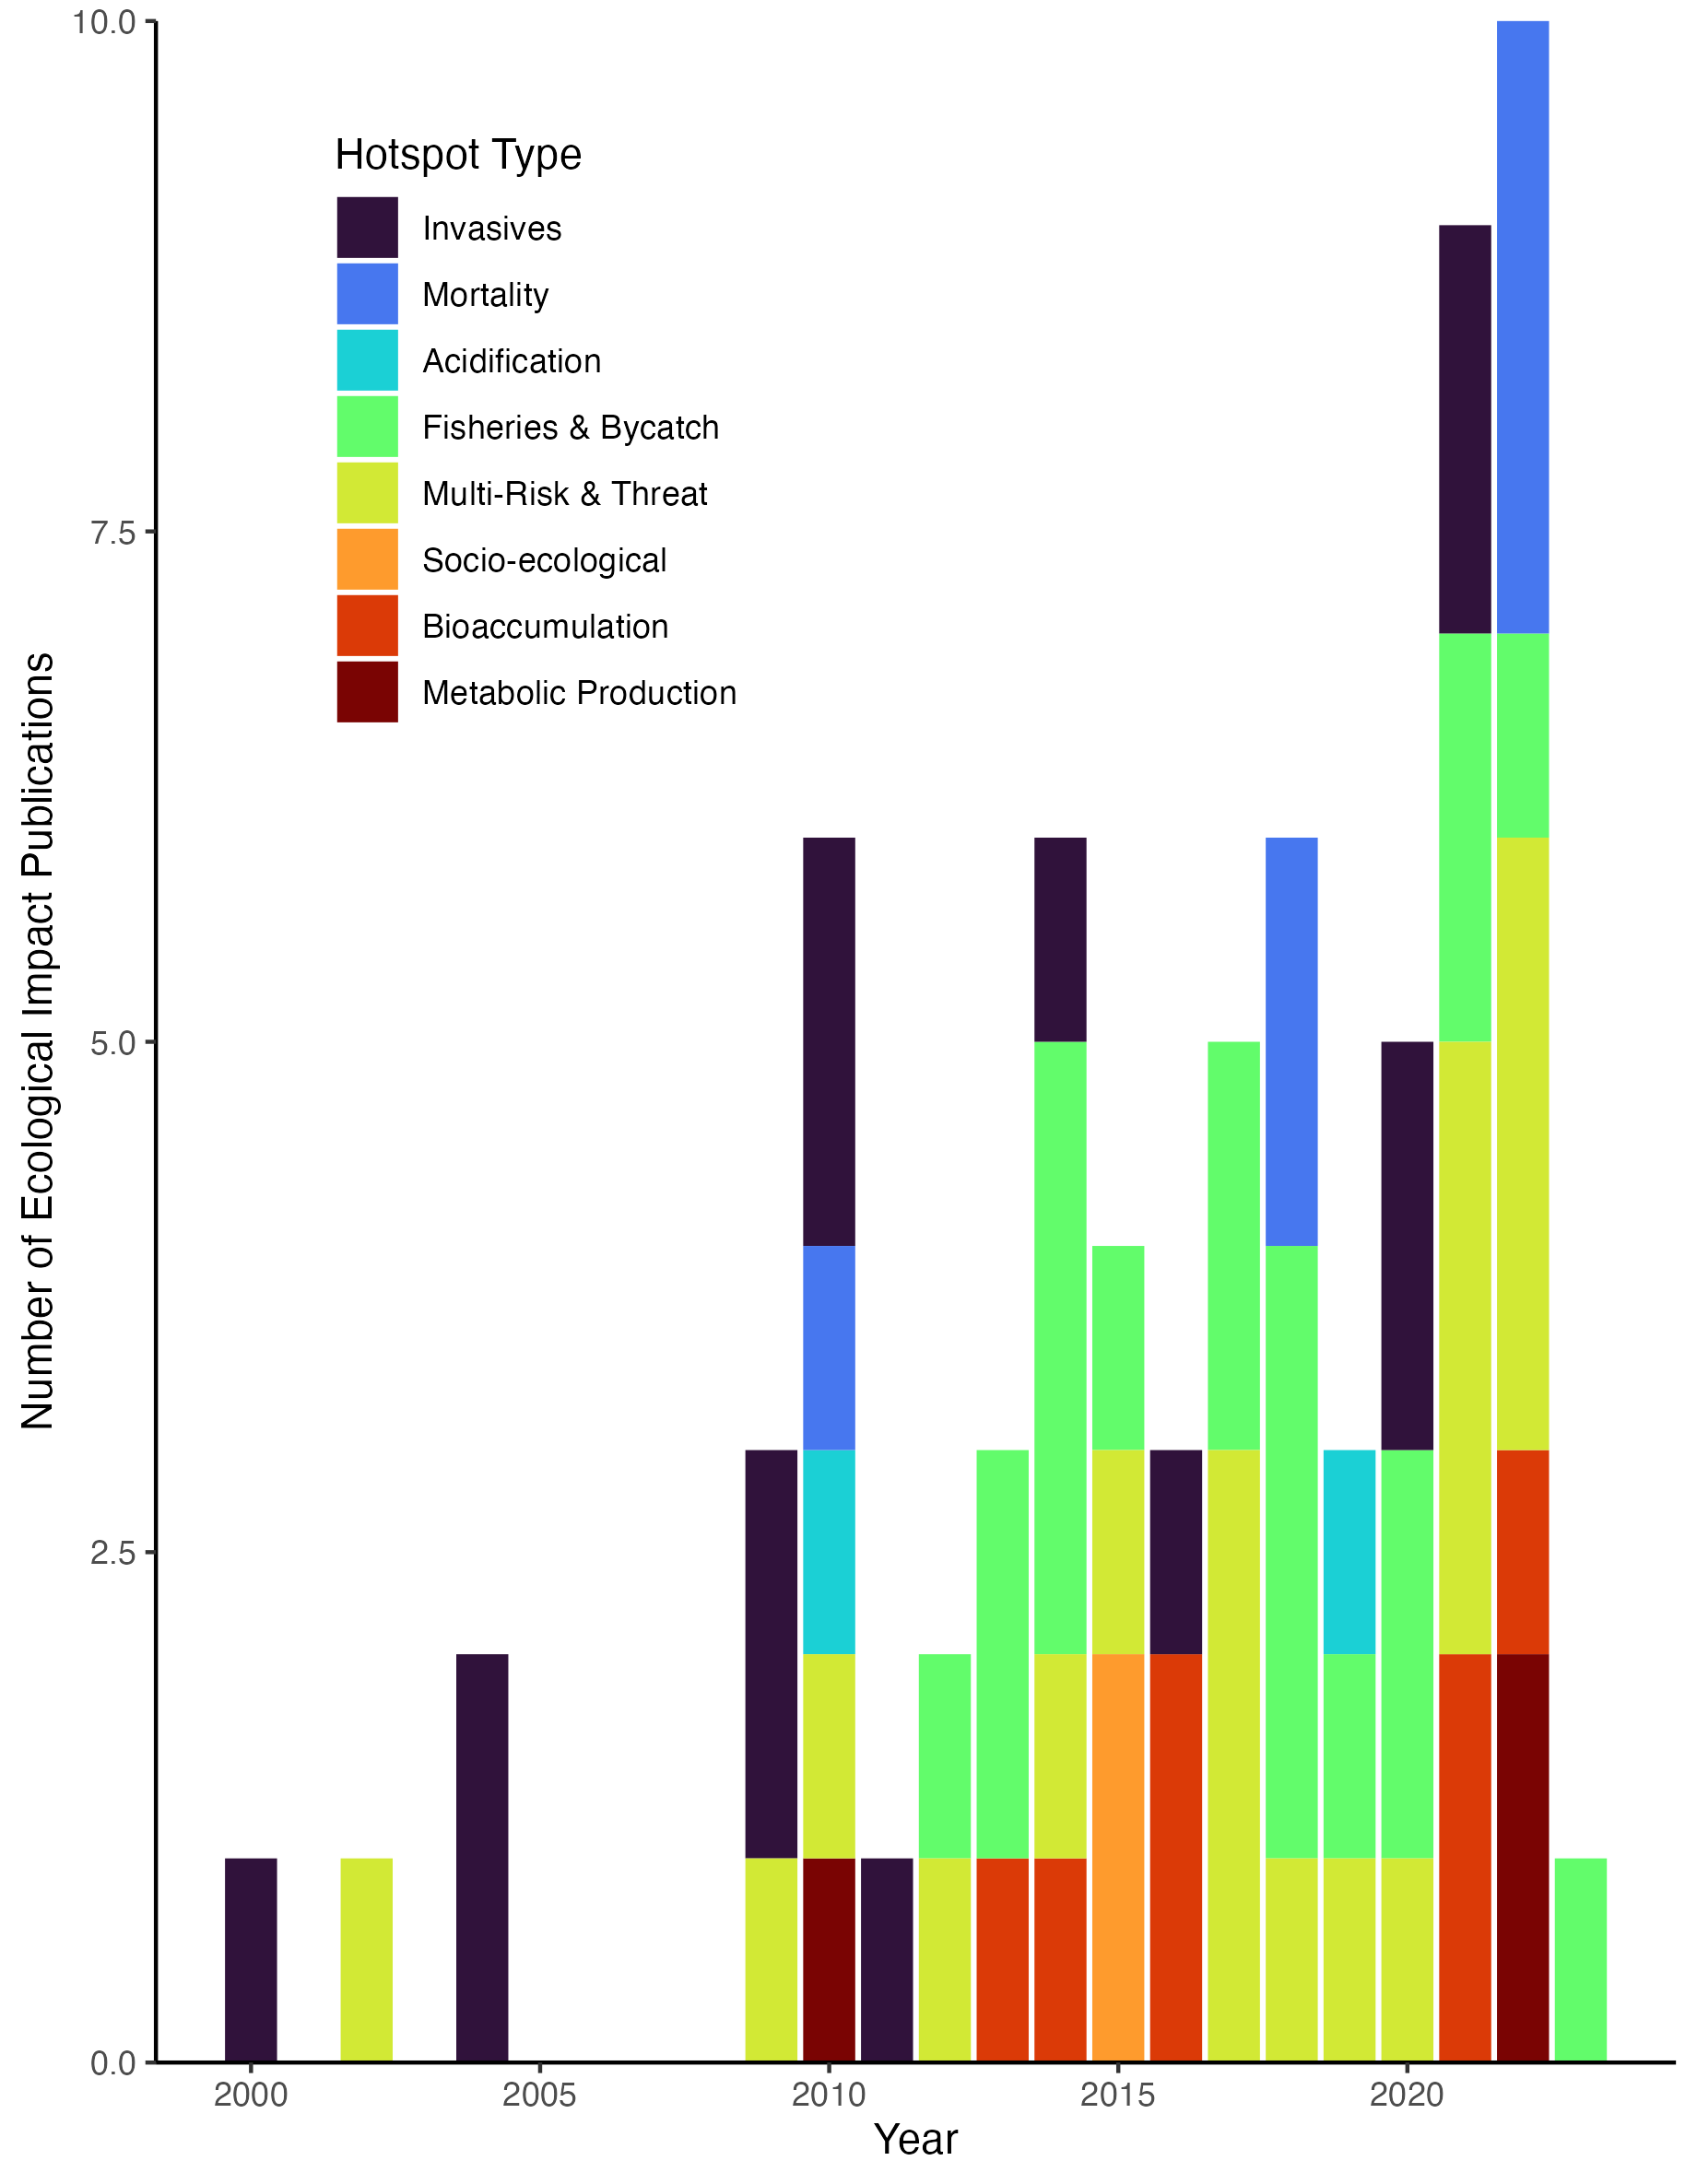 10.0
7.5
5.0
2.5
0.0
Number of Ecological Impact Publications
Hotspot Type
Invasives
Mortality
Acidification
Fisheries & Bycatch
Multi-Risk & Threat
Socio-ecological
Bioaccumulation
Metabolic Production
2000 2005 2010 2015 2020
Year